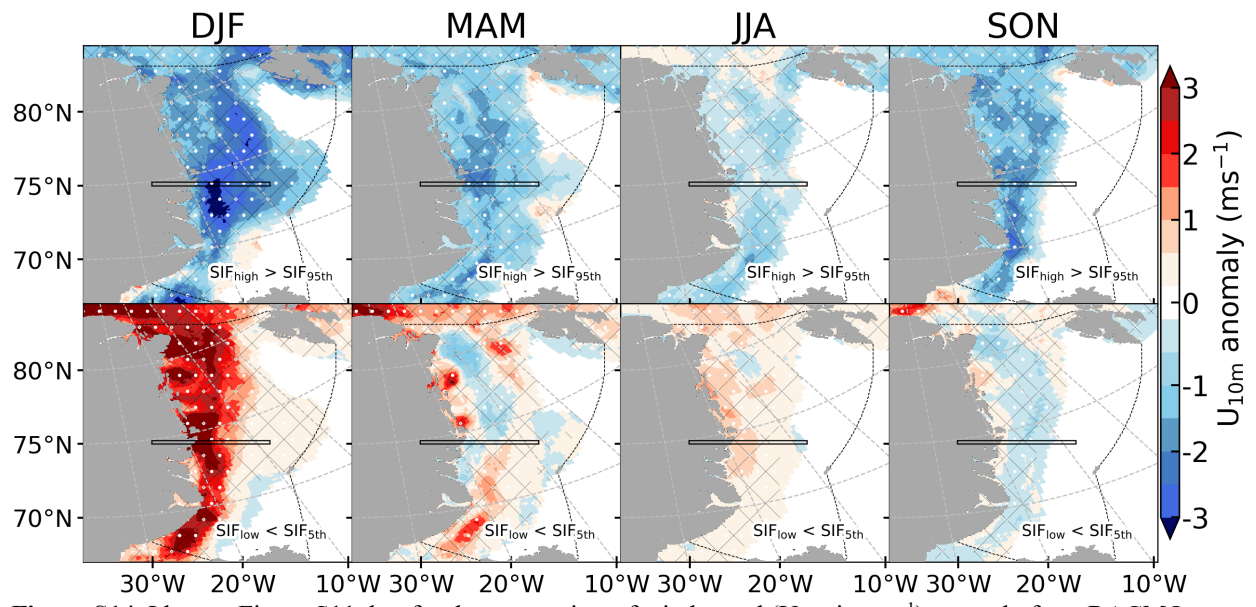 DJF MAM JJA SON
80°N
75°N
70°N
SIFhigh > SIF95th SIFhigh > SIF95th SIFhigh > SIF95th SIFhigh > SIF95th
80°N
75°N
70°N
SIFlow < SIF5th SIFlow < SIF5th SIFlow < SIF5th SIFlow < SIF5th
30°W 20°W 10°W 30°W 20°W 10°W 30°W 20°W 10°W 30°W 20°W 10°W
3
2
1
0
-1
-2
-3
U10m anomaly (ms−1)